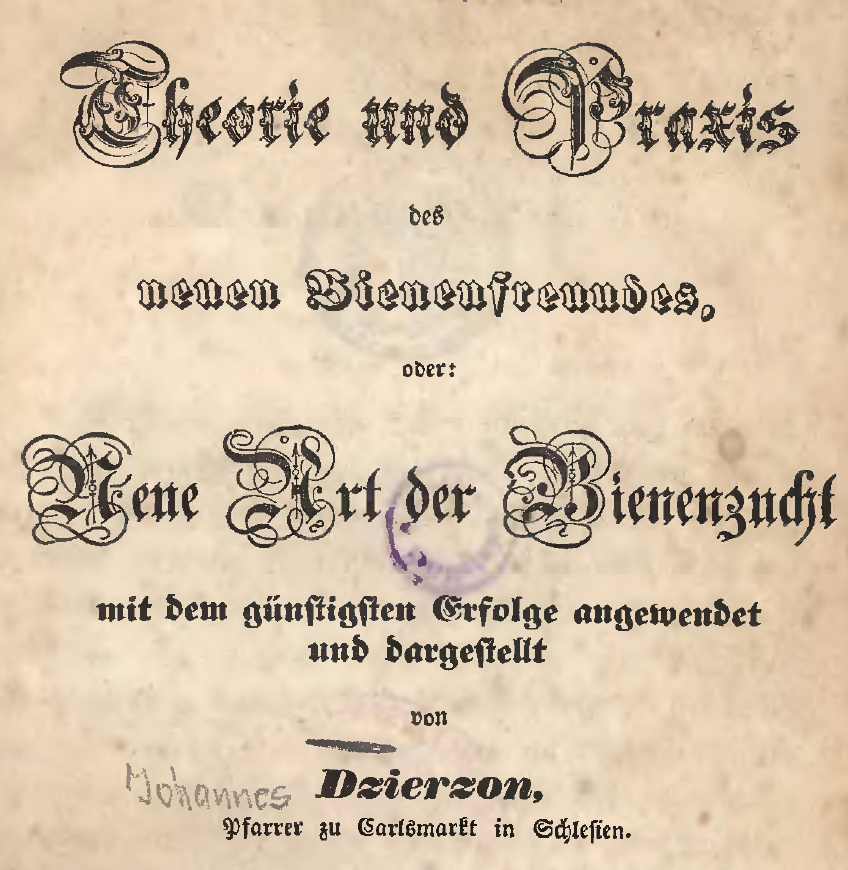 Theorie und Praxis
des
neuen Bienenfreundes,
oder:
Neue Art der Bienenzucht
mit dem günstigsten Erfolge angewendet
und dargestellt
von
Johannes Dzierzon,
Pfarrer zu Carlsmarkt in Schlesien.